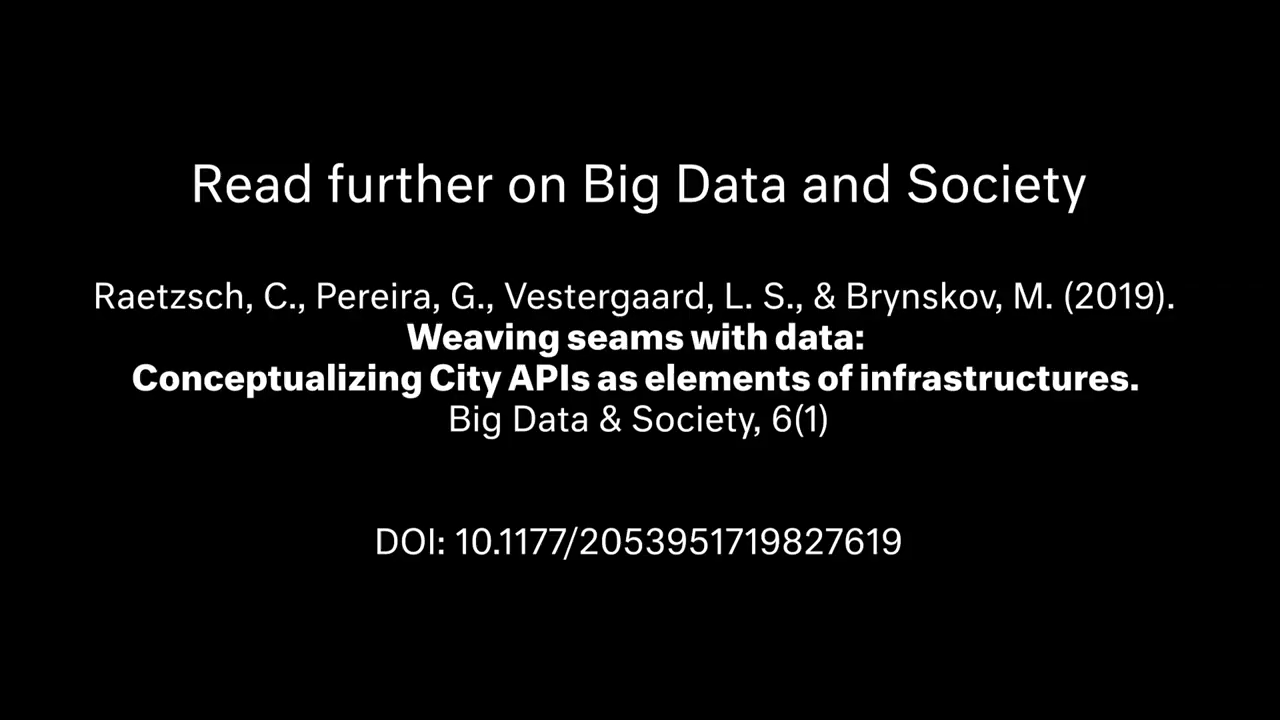 Read further on Big Data and Society
Raetzsch, C., Pereira, G., Vestergaard, L. S., & Brynskov, M. (2019).
Weaving seams with data:
Conceptualizing City APIs as elements of infrastructures.
Big Data & Society, 6(1)
DOI: 10.1177/2053951719827619